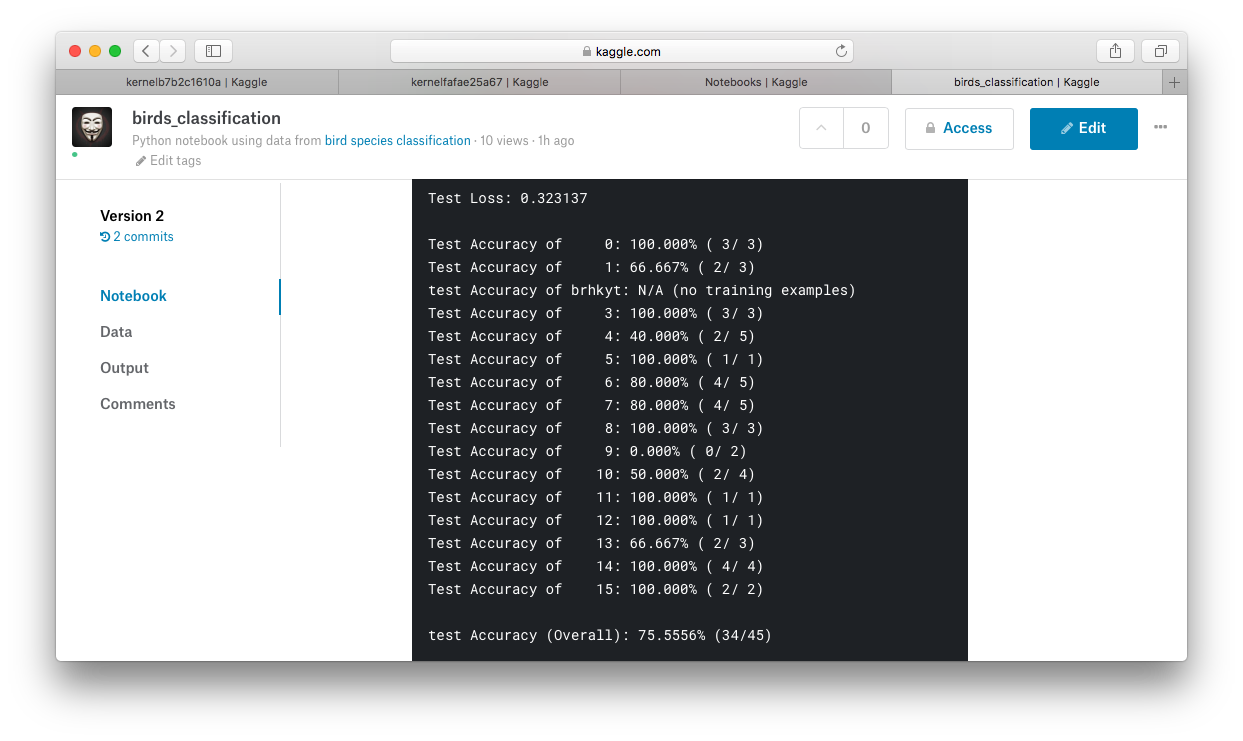 kaggle.com
kernelb7b2c1610a | Kaggle
kernelfafae25a67 | Kaggle
Notebooks | Kaggle
birds_classification | Kaggle
birds_classification
Python notebook using data from bird species classification · 10 views · 1h ago
Edit tags
0
Access
Edit
Version 2
2 commits
Notebook
Data
Output
Comments
Test Loss: 0.323137
Test Accuracy of     0: 100.000% ( 3/ 3)
Test Accuracy of     1: 66.667% ( 2/ 3)
test Accuracy of brhkyt: N/A (no training examples)
Test Accuracy of     3: 100.000% ( 3/ 3)
Test Accuracy of     4: 40.000% ( 2/ 5)
Test Accuracy of     5: 100.000% ( 1/ 1)
Test Accuracy of     6: 80.000% ( 4/ 5)
Test Accuracy of     7: 80.000% ( 4/ 5)
Test Accuracy of     8: 100.000% ( 3/ 3)
Test Accuracy of     9: 0.000% ( 0/ 2)
Test Accuracy of    10: 50.000% ( 2/ 4)
Test Accuracy of    11: 100.000% ( 1/ 1)
Test Accuracy of    12: 100.000% ( 1/ 1)
Test Accuracy of    13: 66.667% ( 2/ 3)
Test Accuracy of    14: 100.000% ( 4/ 4)
Test Accuracy of    15: 100.000% ( 2/ 2)
test Accuracy (Overall): 75.5556% (34/45)